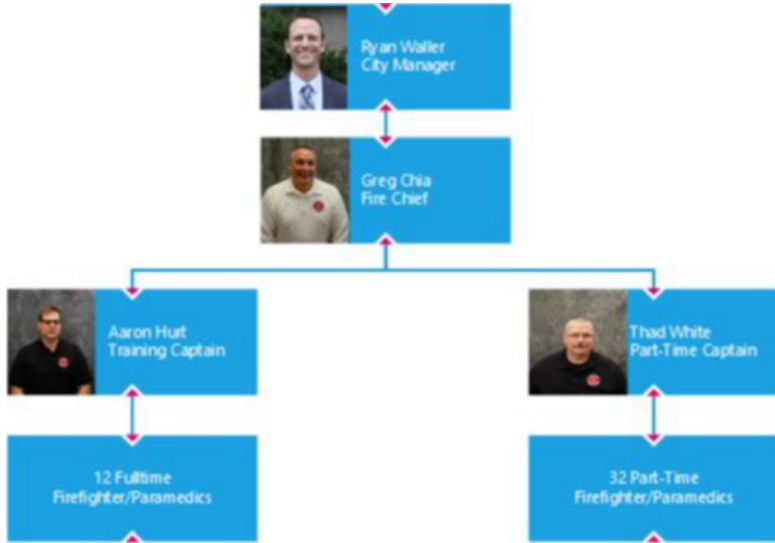 Ryan Waller
City Manager
Greg Chia
Fire Chief
Aaron Hurt
Training Captain
Thad White
Part-Time Captain
12 Fulltime
Firefighter/Paramedics
32 Part-Time
Firefighter/Paramedics